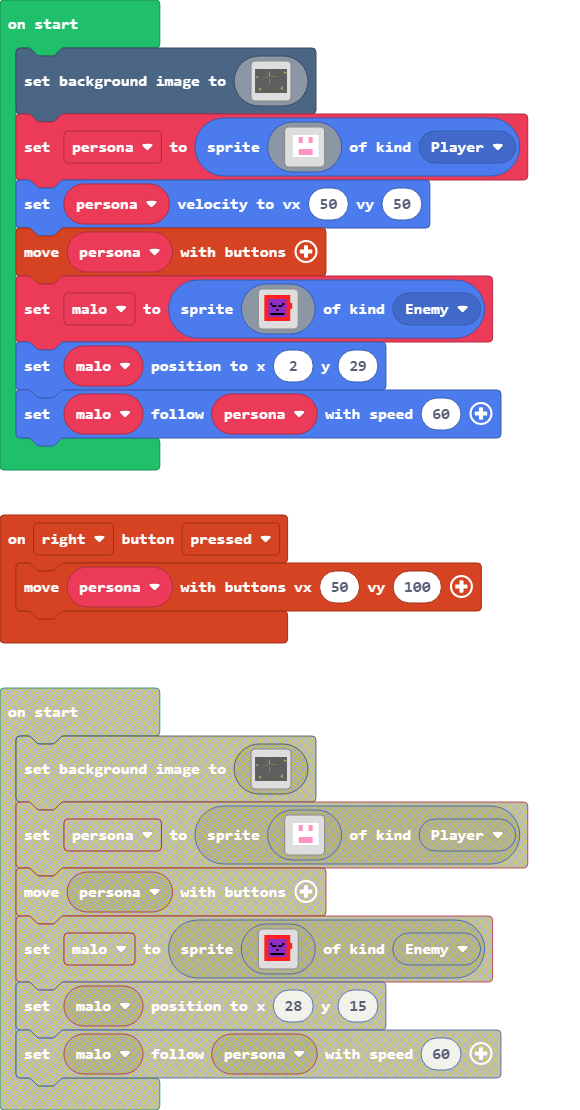 on start
set background image to
set persona to sprite of kind Player
set persona velocity to vx 50 vy 50
move persona with buttons
set malo to sprite of kind Enemy
set malo position to x 2 y 29
set malo follow persona with speed 60
on right button pressed
move persona with buttons vx 50 vy 100
on start
set background image to
set persona to sprite of kind Player
move persona with buttons
set malo to sprite of kind Enemy
set malo position to x 28 y 15
set malo follow persona with speed 60